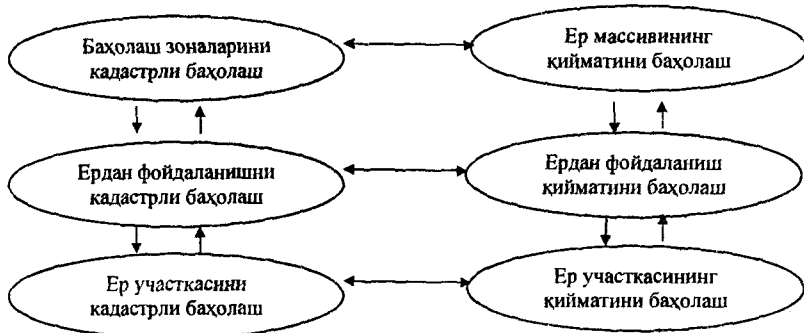 Баҳолаш зоналарини
кадастрли баҳолаш
Ер массивининг
қийматини баҳолаш
Ердан фойдаланишни
кадастрли баҳолаш
Ердан фойдаланиш
қийматини баҳолаш
Ер участкасини
кадастрли баҳолаш
Ер участкасининг
қийматини баҳолаш